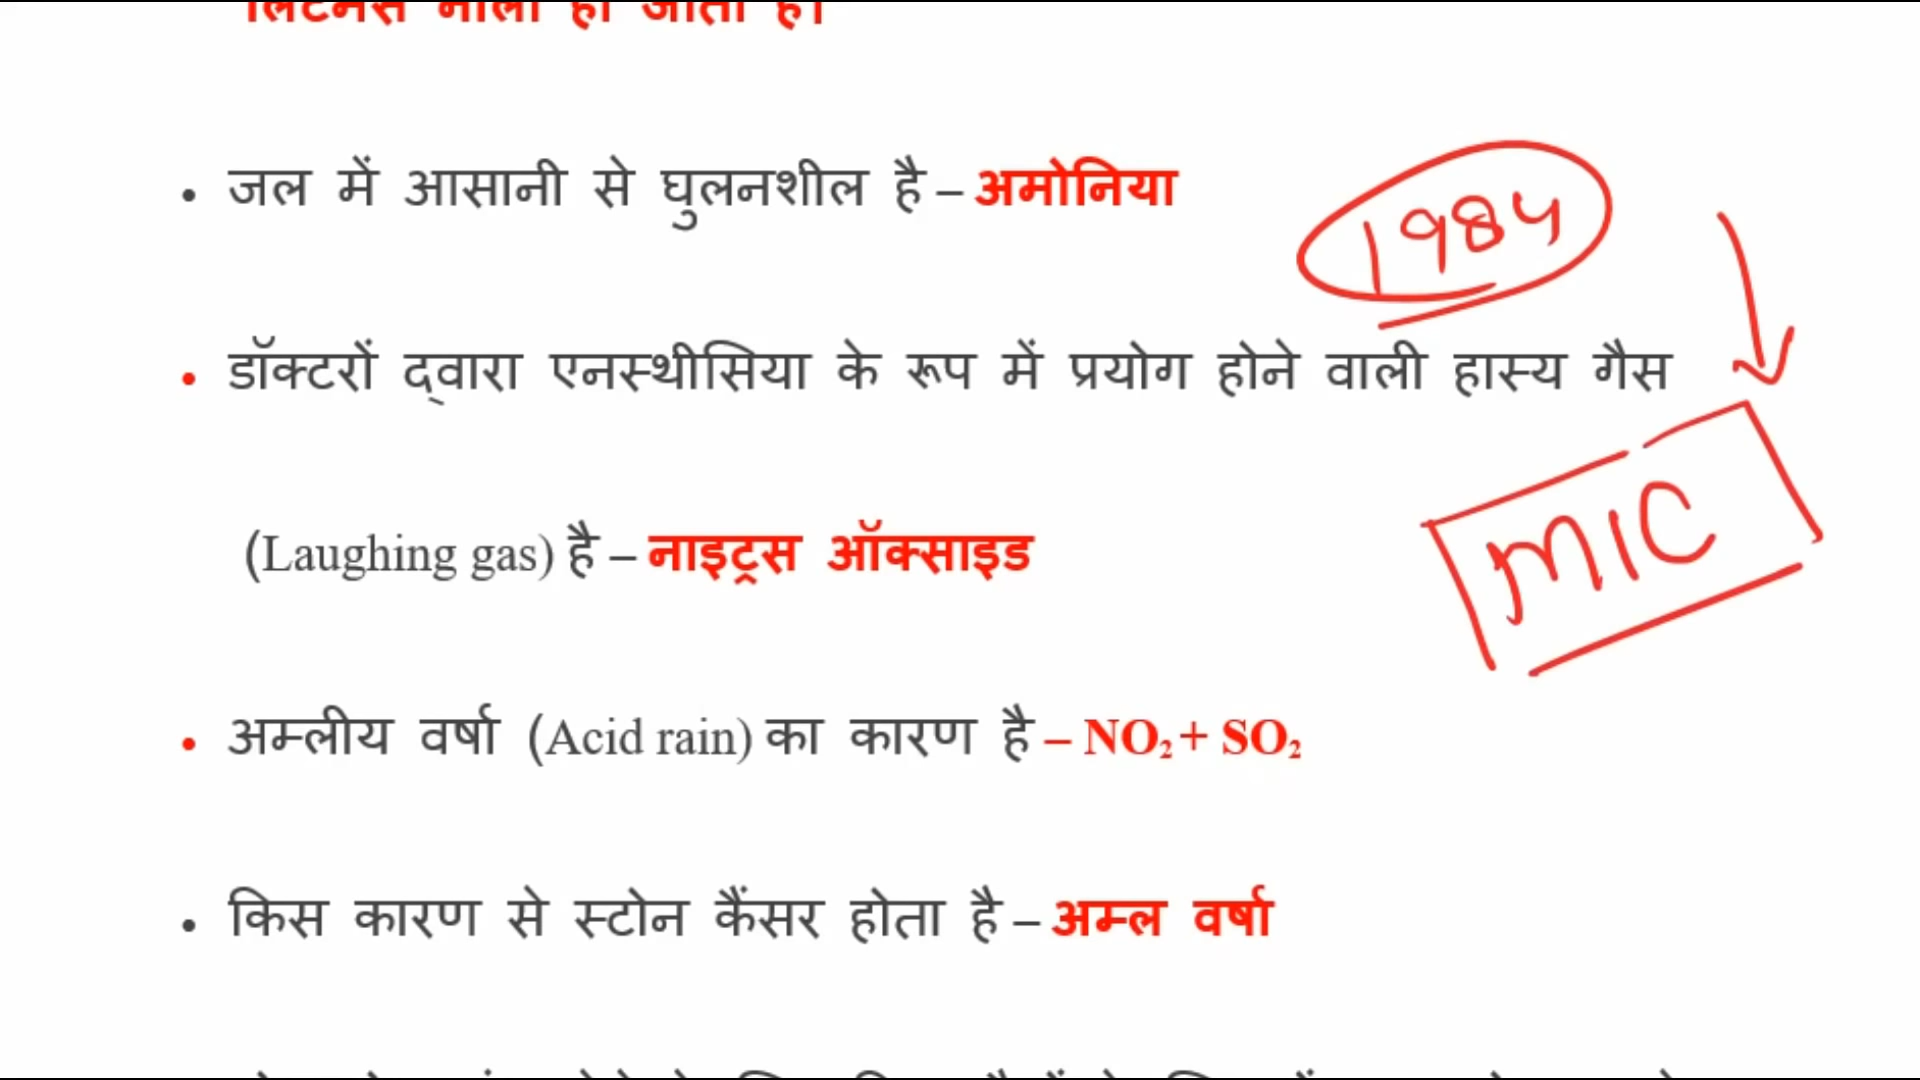 लिटमस नीला हो जाता है।
• जल में आसानी से घुलनशील है – अमोनिया
1984
• डॉक्टरों द्वारा एनस्थीसिया के रूप में प्रयोग होने वाली हास्य गैस
(Laughing gas) है – नाइट्रस ऑक्साइड
MIC
• अम्लीय वर्षा (Acid rain) का कारण है – NO₂ + SO₂
• किस कारण से स्टोन कैंसर होता है – अम्ल वर्षा